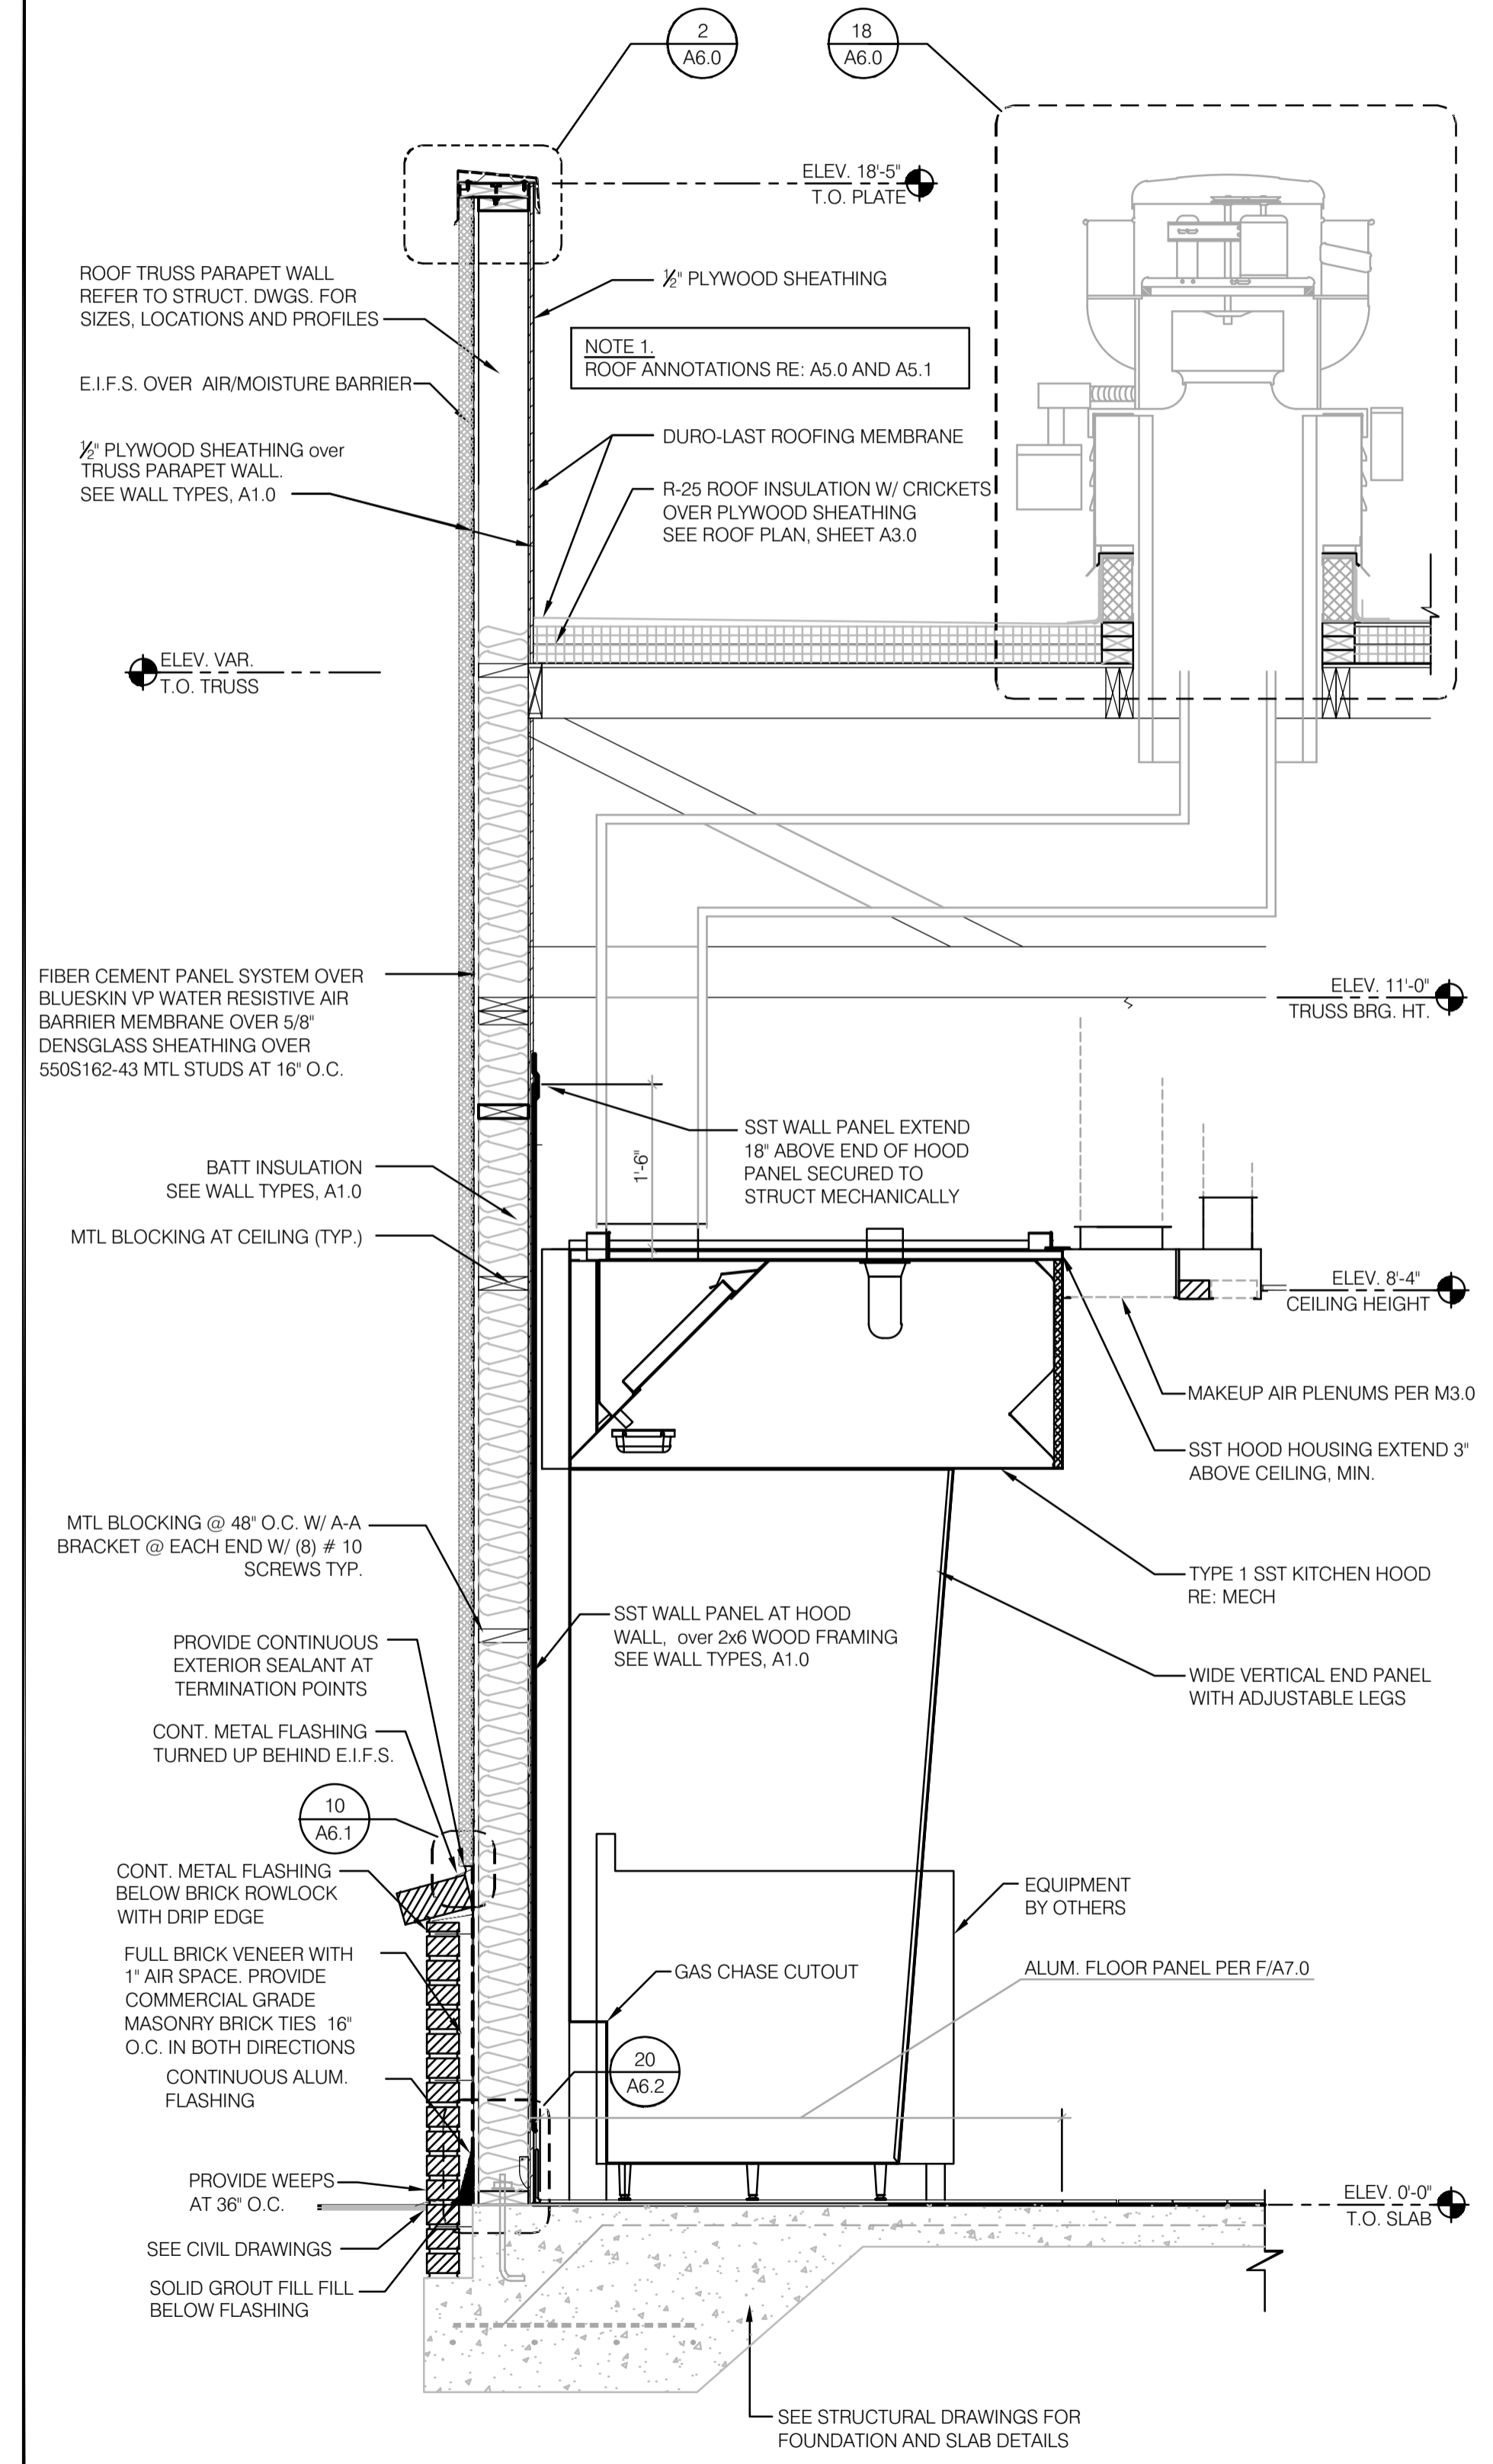 2
A6.0
18
A6.0
ELEV. 18'-5"
T.O. PLATE
ROOF TRUSS PARAPET WALL
REFER TO STRUCT. DWGS. FOR
SIZES, LOCATIONS AND PROFILES
½" PLYWOOD SHEATHING
NOTE 1.
ROOF ANNOTATIONS RE: A5.0 AND A5.1
E.I.F.S. OVER AIR/MOISTURE BARRIER
½" PLYWOOD SHEATHING over
TRUSS PARAPET WALL.
SEE WALL TYPES, A1.0
DURO-LAST ROOFING MEMBRANE
R-25 ROOF INSULATION W/ CRICKETS
OVER PLYWOOD SHEATHING
SEE ROOF PLAN, SHEET A3.0
ELEV. VAR.
T.O. TRUSS
FIBER CEMENT PANEL SYSTEM OVER
BLUESKIN VP WATER RESISTIVE AIR
BARRIER MEMBRANE OVER 5/8"
DENSGLASS SHEATHING OVER
550S162-43 MTL STUDS AT 16" O.C.
ELEV. 11'-0"
TRUSS BRG. HT.
SST WALL PANEL EXTEND
18" ABOVE END OF HOOD
PANEL SECURED TO
STRUCT MECHANICALLY
1'-6"
BATT INSULATION
SEE WALL TYPES, A1.0
MTL BLOCKING AT CEILING (TYP.)
ELEV. 8'-4"
CEILING HEIGHT
MAKEUP AIR PLENUMS PER M3.0
SST HOOD HOUSING EXTEND 3"
ABOVE CEILING, MIN.
MTL BLOCKING @ 48" O.C. W/ A-A
BRACKET @ EACH END W/ (8) # 10
SCREWS TYP.
TYPE 1 SST KITCHEN HOOD
RE: MECH
SST WALL PANEL AT HOOD
WALL, over 2x6 WOOD FRAMING
SEE WALL TYPES, A1.0
PROVIDE CONTINUOUS
EXTERIOR SEALANT AT
TERMINATION POINTS
WIDE VERTICAL END PANEL
WITH ADJUSTABLE LEGS
CONT. METAL FLASHING
TURNED UP BEHIND E.I.F.S.
10
A6.1
CONT. METAL FLASHING
BELOW BRICK ROWLOCK
WITH DRIP EDGE
EQUIPMENT
BY OTHERS
FULL BRICK VENEER WITH
1" AIR SPACE. PROVIDE
COMMERCIAL GRADE
MASONRY BRICK TIES 16"
O.C. IN BOTH DIRECTIONS
GAS CHASE CUTOUT
ALUM. FLOOR PANEL PER F/A7.0
20
A6.2
CONTINUOUS ALUM.
FLASHING
PROVIDE WEEPS
AT 36" O.C.
ELEV. 0'-0"
T.O. SLAB
SEE CIVIL DRAWINGS
SOLID GROUT FILL FILL
BELOW FLASHING
SEE STRUCTURAL DRAWINGS FOR
FOUNDATION AND SLAB DETAILS